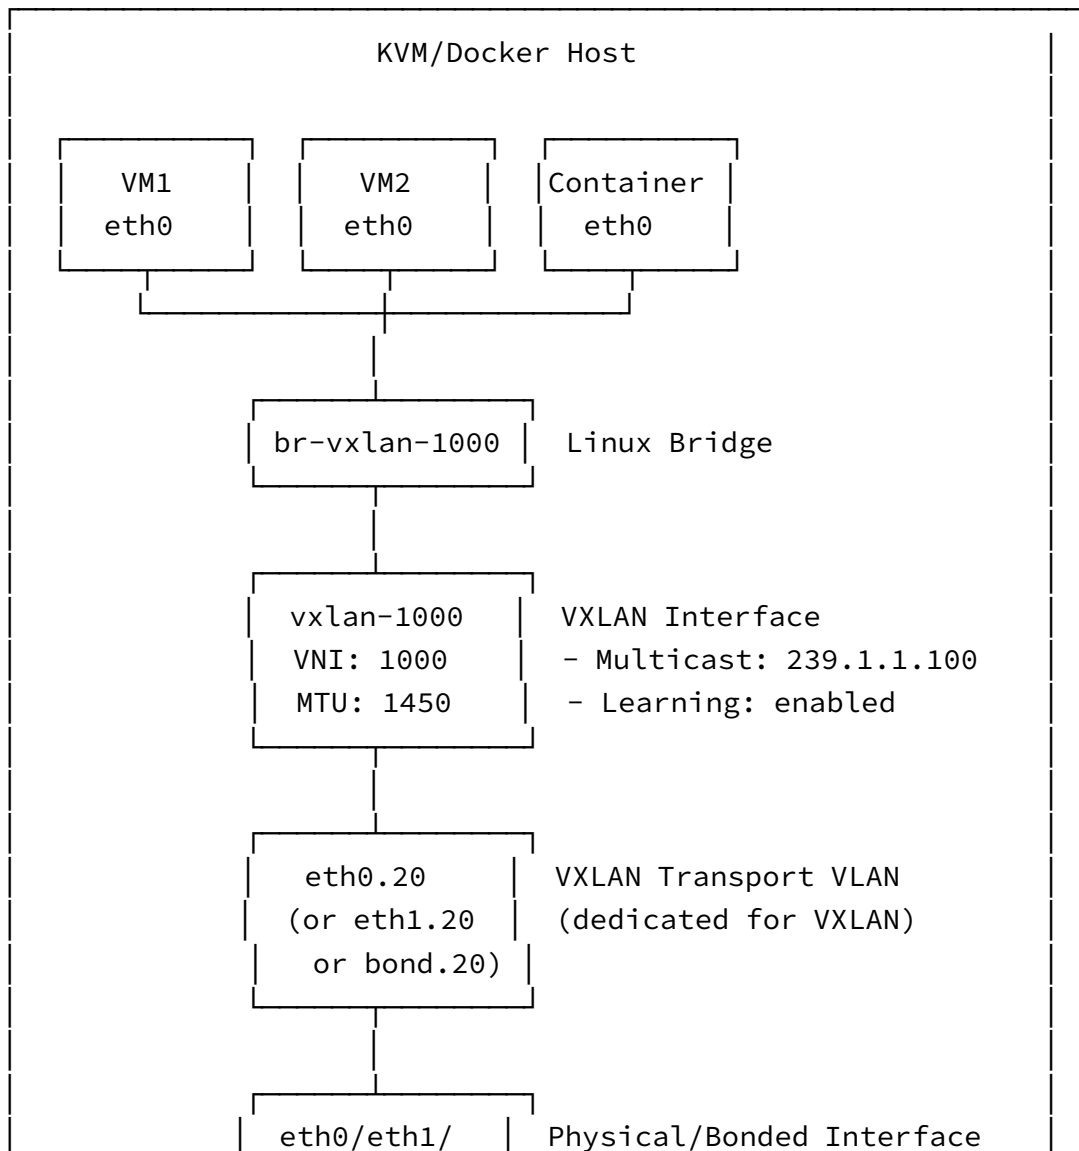 KVM/Docker Host
VM1 VM2 Container
eth0 eth0 eth0
br-vxlan-1000 Linux Bridge
vxlan-1000 VXLAN Interface
VNI: 1000 - Multicast: 239.1.1.100
MTU: 1450 - Learning: enabled
eth0.20 VXLAN Transport VLAN
(or eth1.20 (dedicated for VXLAN)
or bond.20)
eth0/eth1/ Physical/Bonded Interface